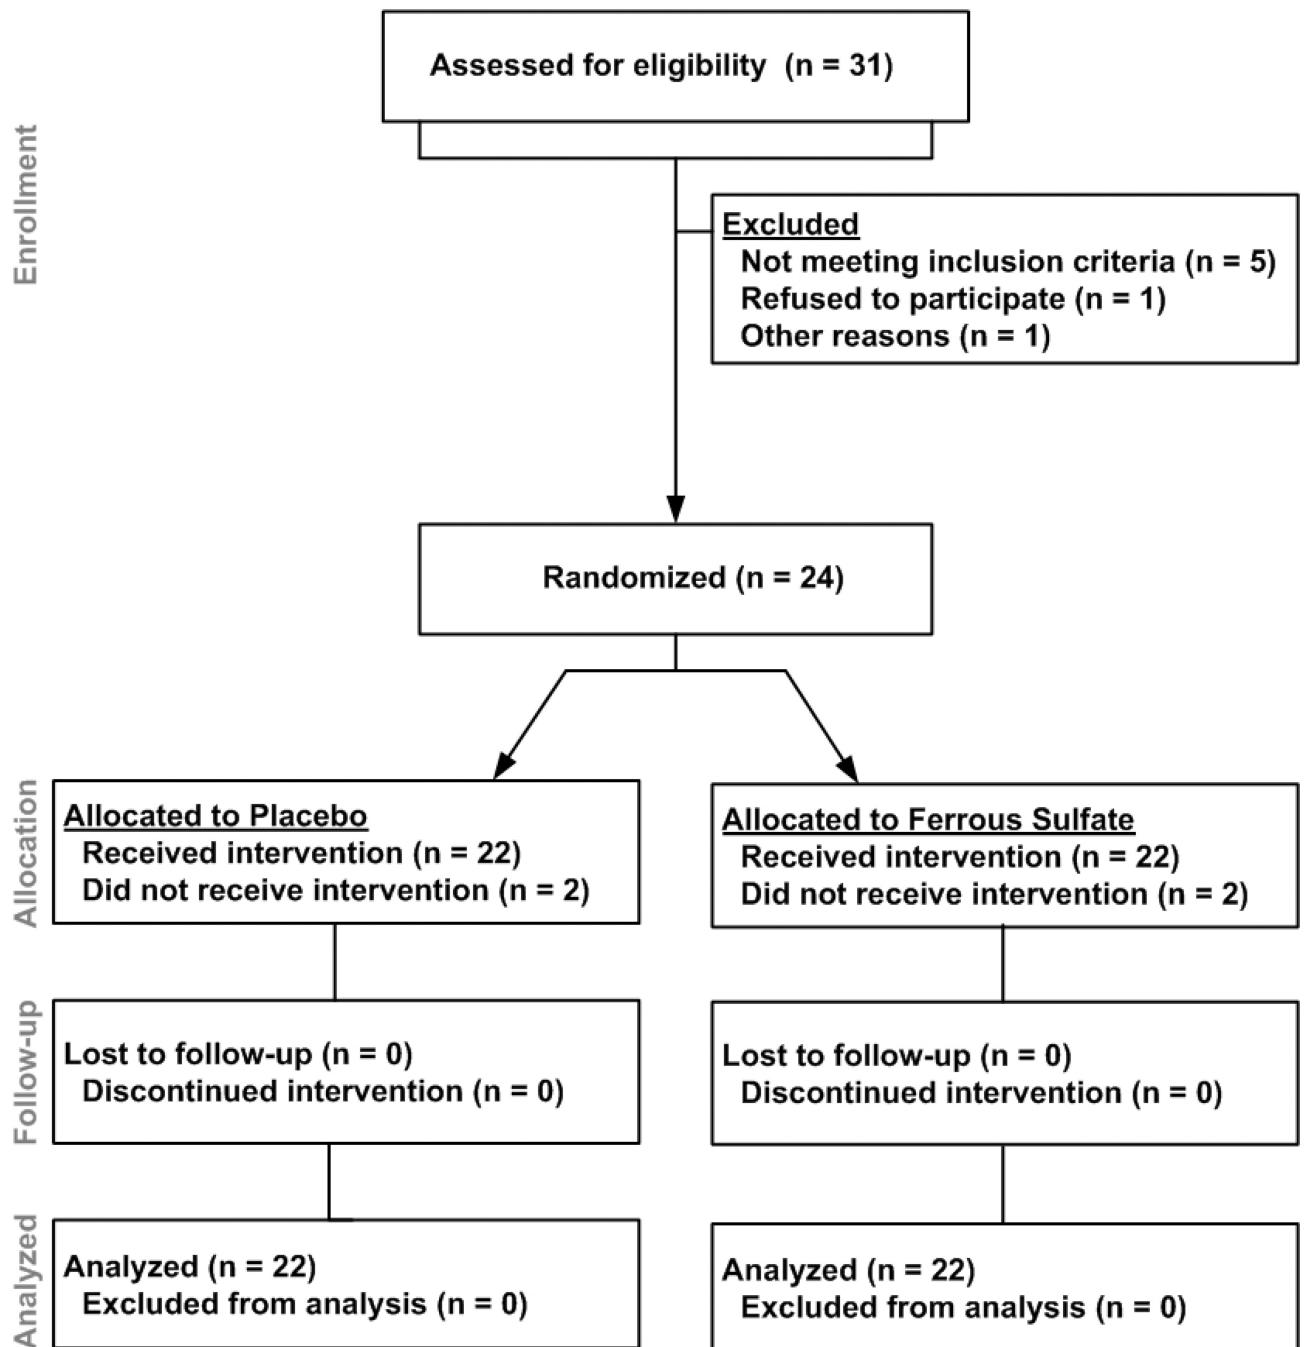 Enrollment
Assessed for eligibility (n = 31)
Excluded
Not meeting inclusion criteria (n = 5)
Refused to participate (n = 1)
Other reasons (n = 1)
Randomized (n = 24)
Allocation
Allocated to Placebo
Received intervention (n = 22)
Did not receive intervention (n = 2)
Allocated to Ferrous Sulfate
Received intervention (n = 22)
Did not receive intervention (n = 2)
Follow-up
Lost to follow-up (n = 0)
Discontinued intervention (n = 0)
Lost to follow-up (n = 0)
Discontinued intervention (n = 0)
Analyzed
Analyzed (n = 22)
Excluded from analysis (n = 0)
Analyzed (n = 22)
Excluded from analysis (n = 0)